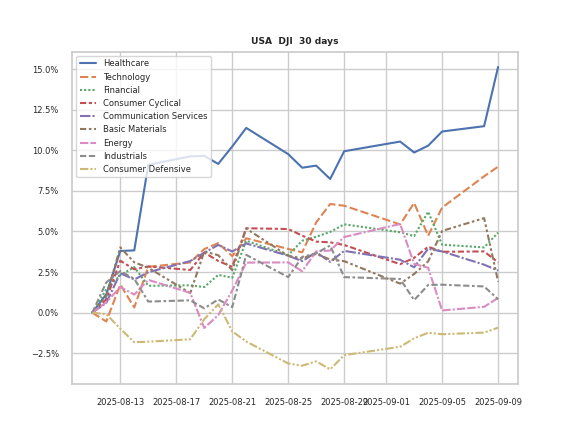 USA DJI 30 days
15.0%
12.5%
10.0%
7.5%
5.0%
2.5%
0.0%
−2.5%
Healthcare
Technology
Financial
Consumer Cyclical
Communication Services
Basic Materials
Energy
Industrials
Consumer Defensive
2025-08-13 2025-08-17 2025-08-21 2025-08-25 2025-08-29 2025-09-01 2025-09-05 2025-09-09